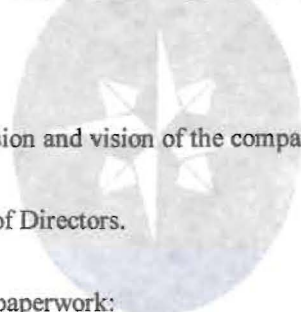 sion and vision of the compa
of Directors.
paperwork: